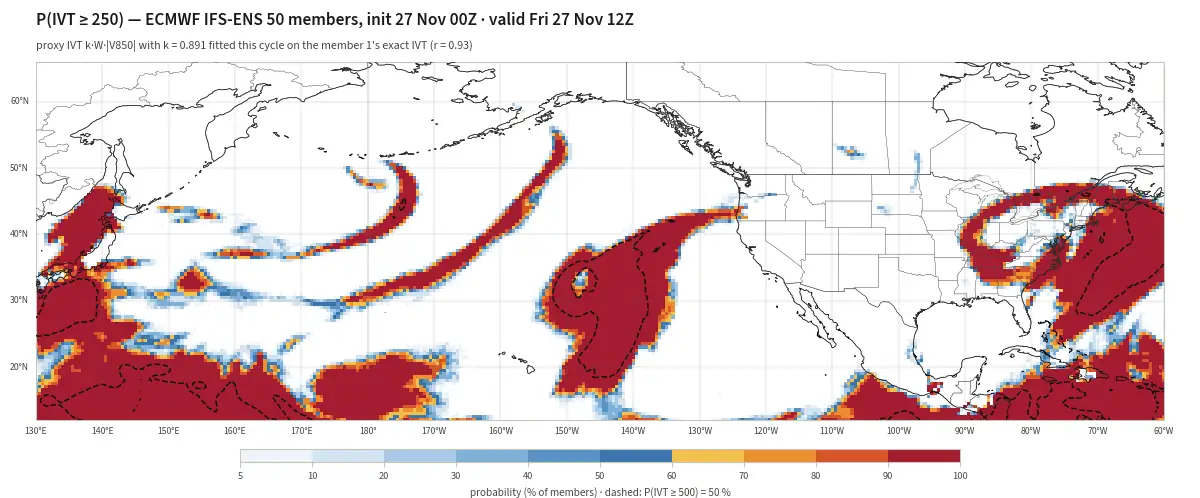 P(IVT ≥ 250) — ECMWF IFS-ENS 50 members, init 27 Nov 00Z · valid Fri 27 Nov 12Z
proxy IVT k·W·|V850| with k = 0.891 fitted this cycle on the member 1's exact IVT (r = 0.93)
60°N
50°N
40°N
30°N
20°N
130°E 140°E 150°E 160°E 170°E 180° 170°W 160°W 150°W 140°W 130°W 120°W 110°W 100°W 90°W 80°W 70°W 60°W
5 10 20 30 40 50 60 70 80 90 100
probability (% of members) · dashed: P(IVT ≥ 500) = 50 %